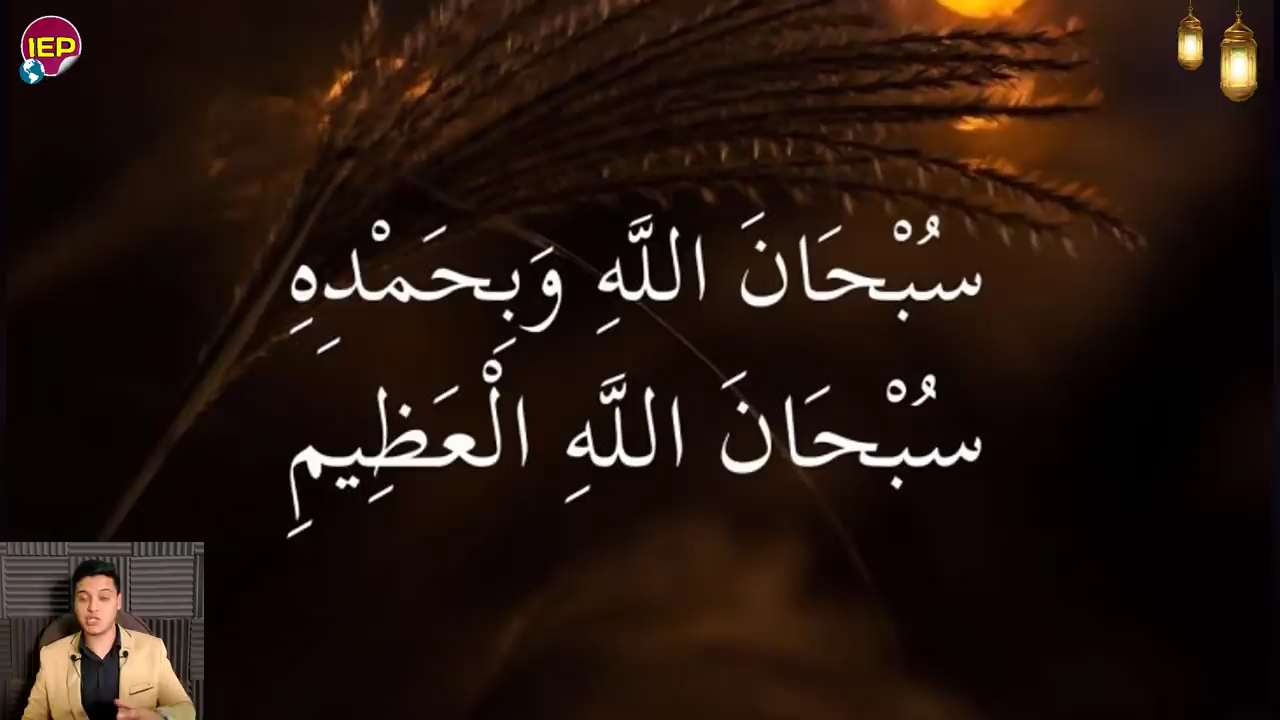 IEP
سُبْحَانَ اللَّهِ وَبِحَمْدِهِ
سُبْحَانَ اللَّهِ الْعَظِيمِ